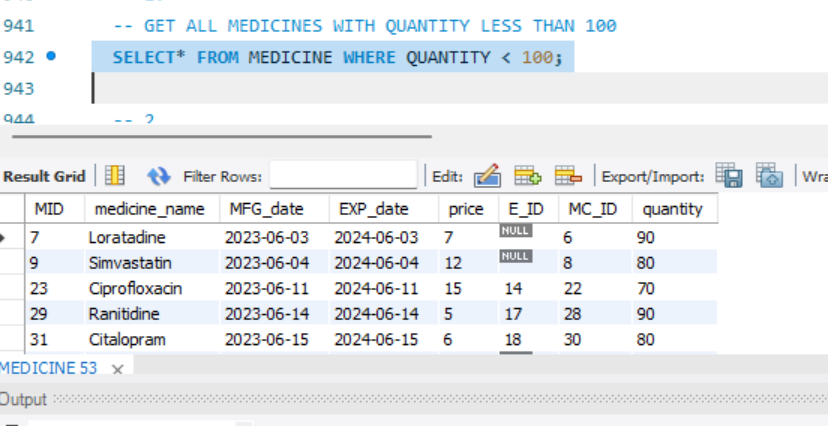 941 -- GET ALL MEDICINES WITH QUANTITY LESS THAN 100
942 SELECT* FROM MEDICINE WHERE QUANTITY < 100;
943
944 -- 2
Result Grid Filter Rows: Edit: Export/Import: Wra
MID medicine_name MFG_date EXP_date price E_ID MC_ID quantity
7 Loratadine 2023-06-03 2024-06-03 7 NULL 6 90
9 Simvastatin 2023-06-04 2024-06-04 12 NULL 8 80
23 Ciprofloxacin 2023-06-11 2024-06-11 15 14 22 70
29 Ranitidine 2023-06-14 2024-06-14 5 17 28 90
31 Citalopram 2023-06-15 2024-06-15 6 18 30 80
MEDICINE 53
Output